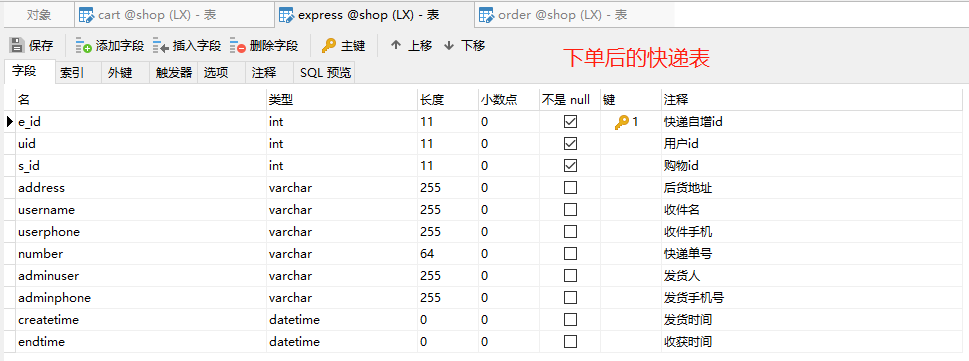 对象 cart @shop (LX) - 表 express @shop (LX) - 表 order @shop (LX) - 表
保存 添加字段 插入字段 删除字段 主键 上移 下移
下单后的快递表
字段 索引 外键 触发器 选项 注释 SQL 预览
名 类型 长度 小数点 不是 null 键 注释
e_id int 11 0 1 快递自增id
uid int 11 0 用户id
s_id int 11 0 购物id
address varchar 255 0 后货地址
username varchar 255 0 收件名
userphone varchar 255 0 收件手机
number varchar 64 0 快递单号
adminuser varchar 255 0 发货人
adminphone varchar 255 0 发货手机号
createtime datetime 0 0 发货时间
endtime datetime 0 0 收获时间